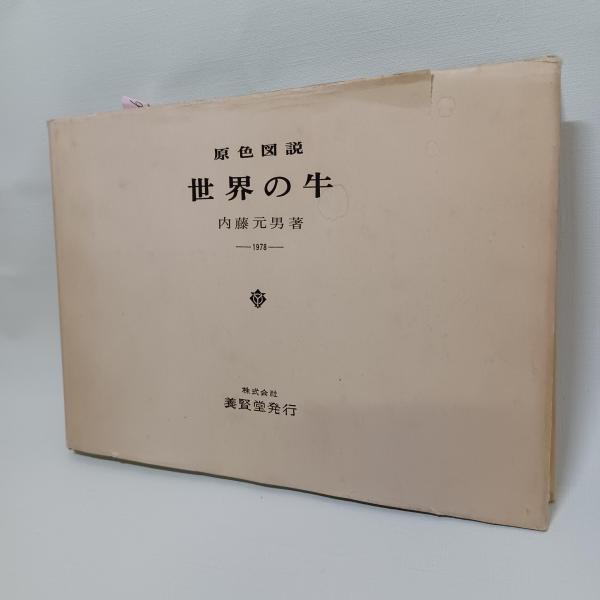 原色図説
世界の牛
内藤元男著
—1978—
株式会社
養賢堂発行